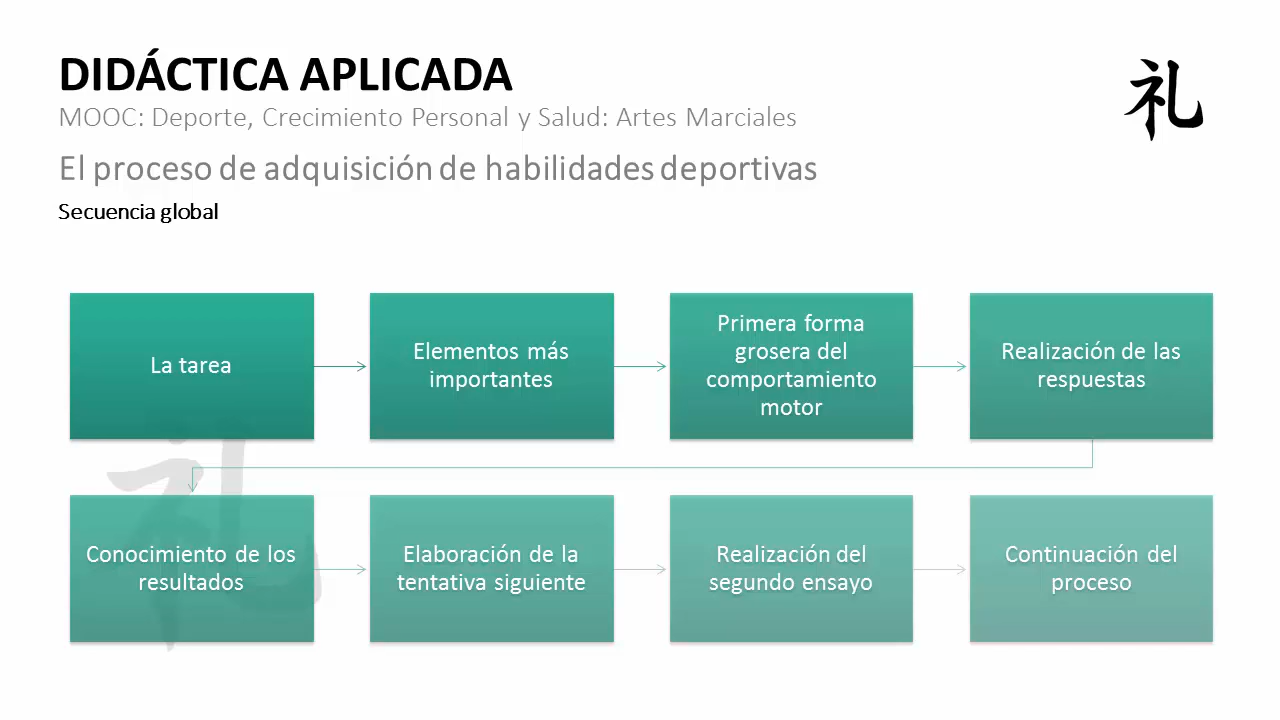 DIDÁCTICA APLICADA
礼
MOOC: Deporte, Crecimiento Personal y Salud: Artes Marciales
El proceso de adquisición de habilidades deportivas
Secuencia global
La tarea
Elementos más
importantes
Primera forma
grosera del
comportamiento
motor
Realización de las
respuestas
Conocimiento de los
resultados
Elaboración de la
tentativa siguiente
Realización del
segundo ensayo
Continuación del
proceso
礼